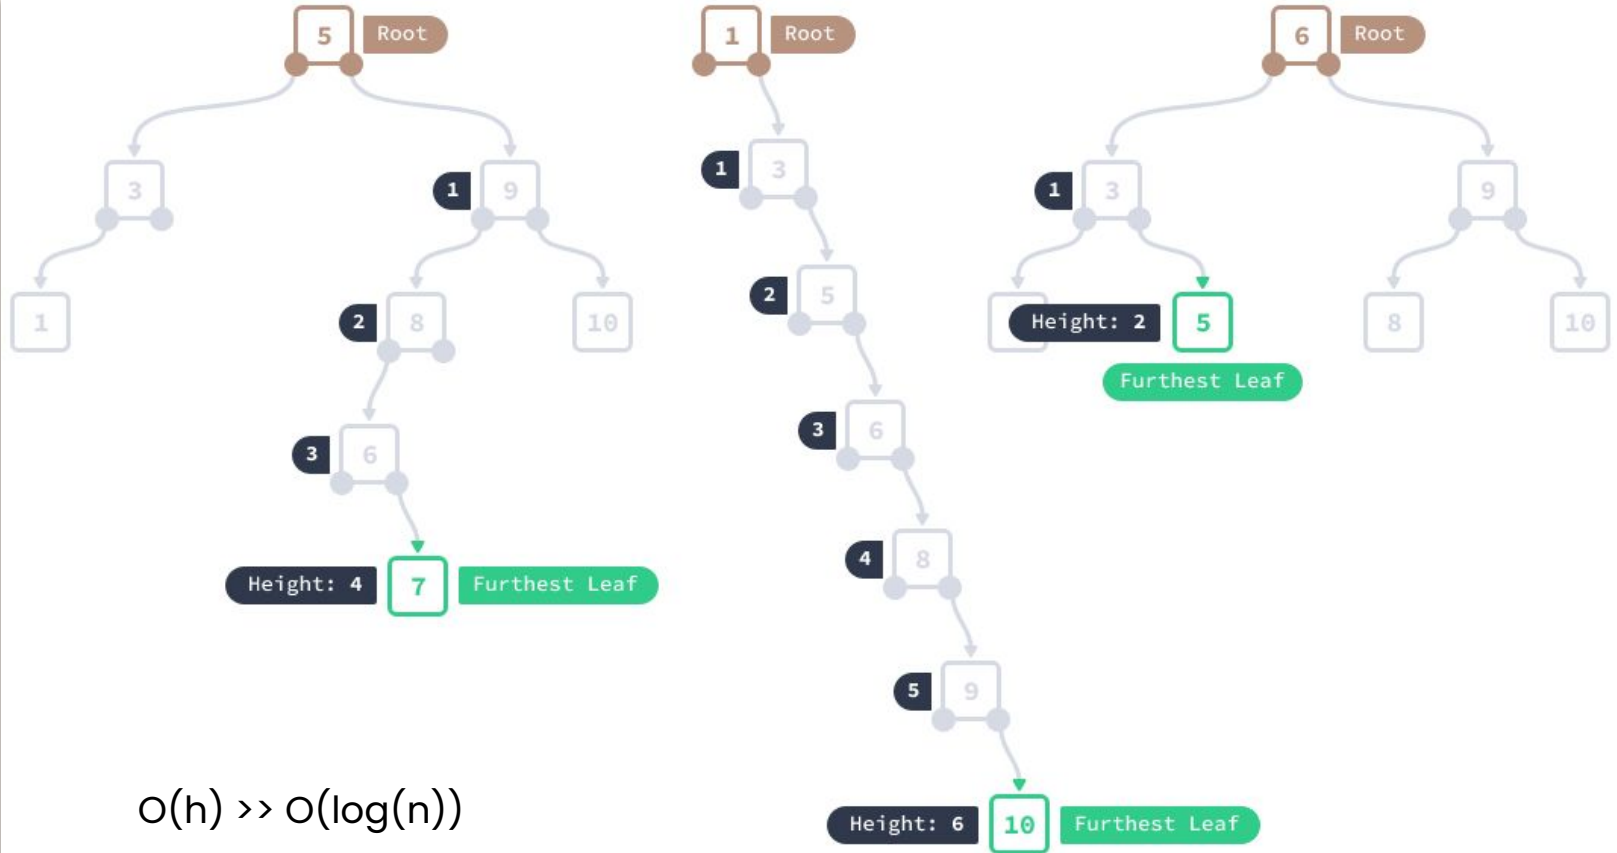 5 Root
3
1 9
1
2 8
10
3 6
Height: 4 7 Furthest Leaf
1 Root
1 3
2 5
3 6
4 8
5 9
Height: 6 10 Furthest Leaf
6 Root
1 3
9
Height: 2 5
8
10
Furthest Leaf
O(h) >> O(log(n))